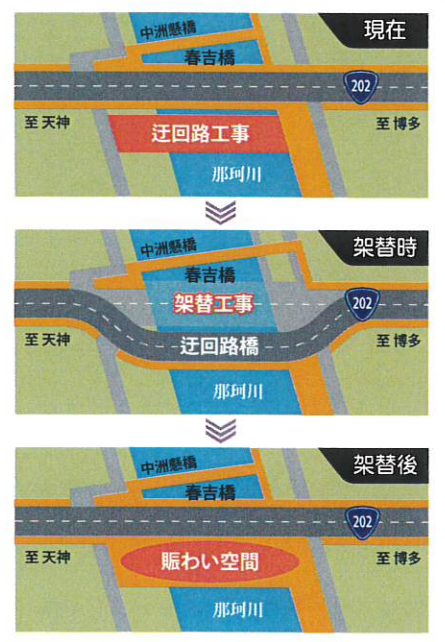 現在
中洲懸橋
春吉橋
202
至 天神
至 博多
迂回路工事
那珂川
架替時
中洲懸橋
春吉橋
架替工事
202
至 天神
迂回路橋
至 博多
那珂川
架替後
中洲懸橋
春吉橋
202
至 天神
賑わい空間
至 博多
那珂川